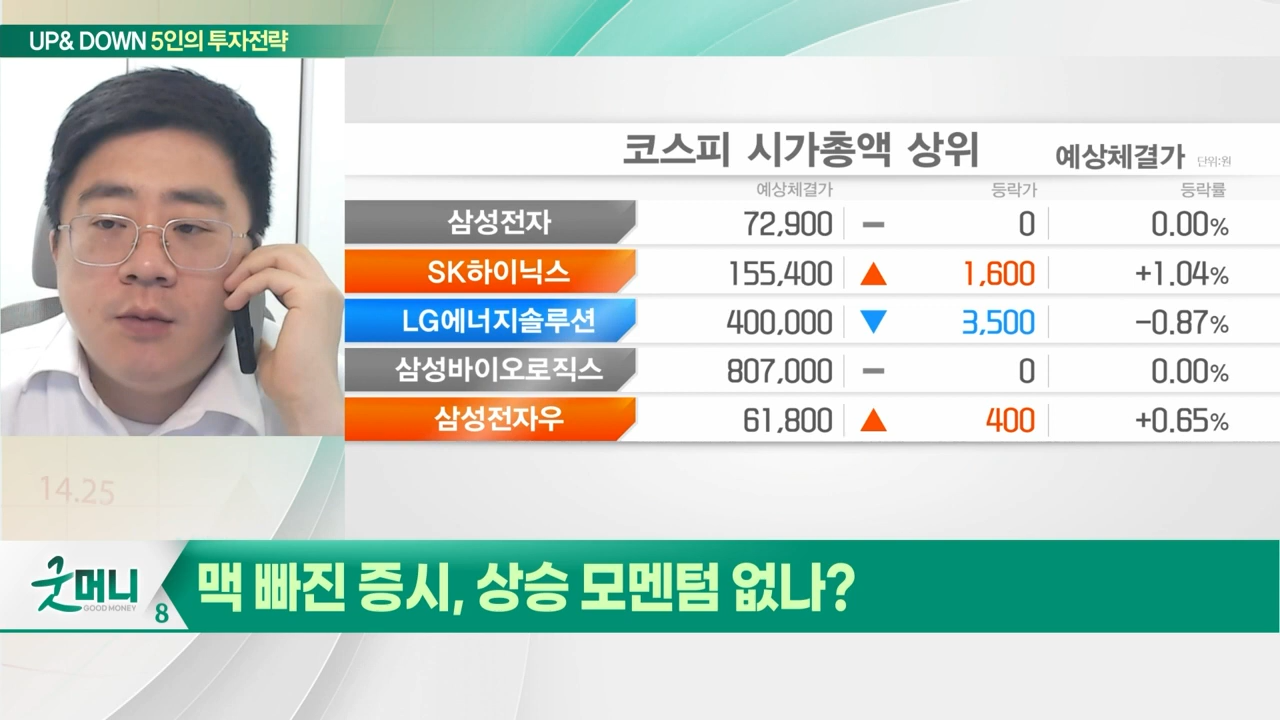 UP& DOWN 5인의 투자전략
코스피 시가총액 상위 예상체결가 단위:원
예상체결가 등락가 등락률
삼성전자 72,900 − 0 0.00%
SK하이닉스 155,400 ▲ 1,600 +1.04%
LG에너지솔루션 400,000 ▼ 3,500 −0.87%
삼성바이오로직스 807,000 − 0 0.00%
삼성전자우 61,800 ▲ 400 +0.65%
14.25
굿머니
GOOD MONEY
8
맥 빠진 증시, 상승 모멘텀 없나?